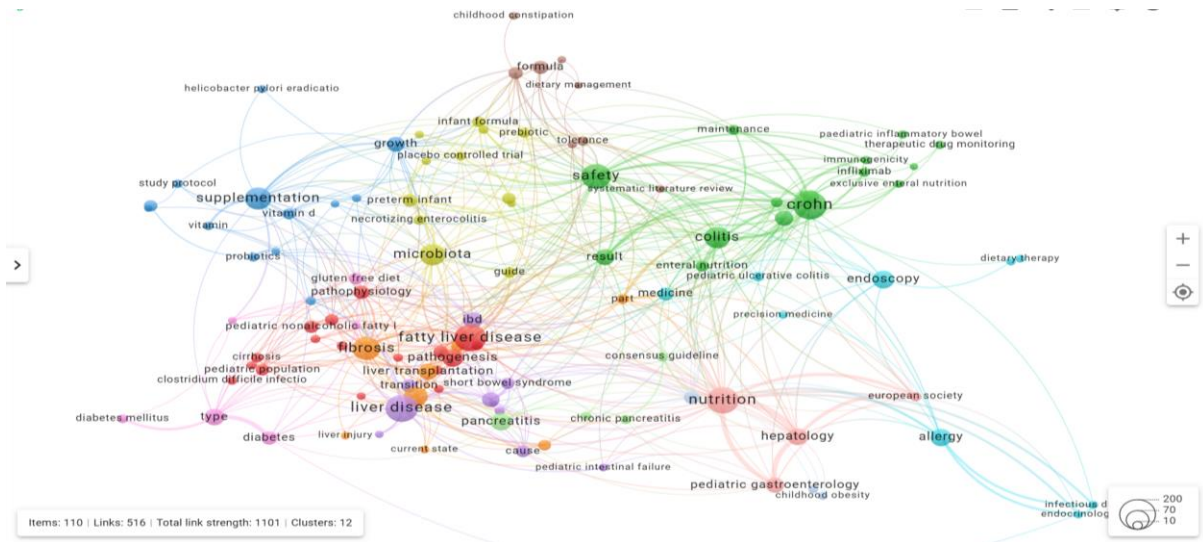 childhood constipation
formula
dietary management
helicobacter pylori eradicatio
infant formula
prebiotic
growth
placebo controlled trial
tolerance
maintenance
paediatric inflammatory bowel
therapeutic drug monitoring
immunogenicity
infliximab
exclusive enteral nutrition
safety
systematic literature review
study protocol
supplementation
vitamin d
vitamin
preterm infant
necrotizing enterocolitis
crohn
colitis
probiotics
microbiota
guide
result
enteral nutrition
pediatric ulcerative colitis
dietary therapy
endoscopy
gluten free diet
pathophysiology
part
medicine
precision medicine
ibd
pediatric nonalcoholic fatty l
fatty liver disease
fibrosis
pathogenesis
consensus guideline
cirrhosis
pediatric population
clostridium difficile infectio
liver transplantation
transition
short bowel syndrome
nutrition
european society
liver disease
diabetes mellitus
type
pancreatitis
chronic pancreatitis
diabetes
liver injury
current state
cause
hepatology
allergy
pediatric intestinal failure
pediatric gastroenterology
childhood obesity
infectious d
endocrinolog
200
70
10
Items: 110 | Links: 516 | Total link strength: 1101 | Clusters: 12